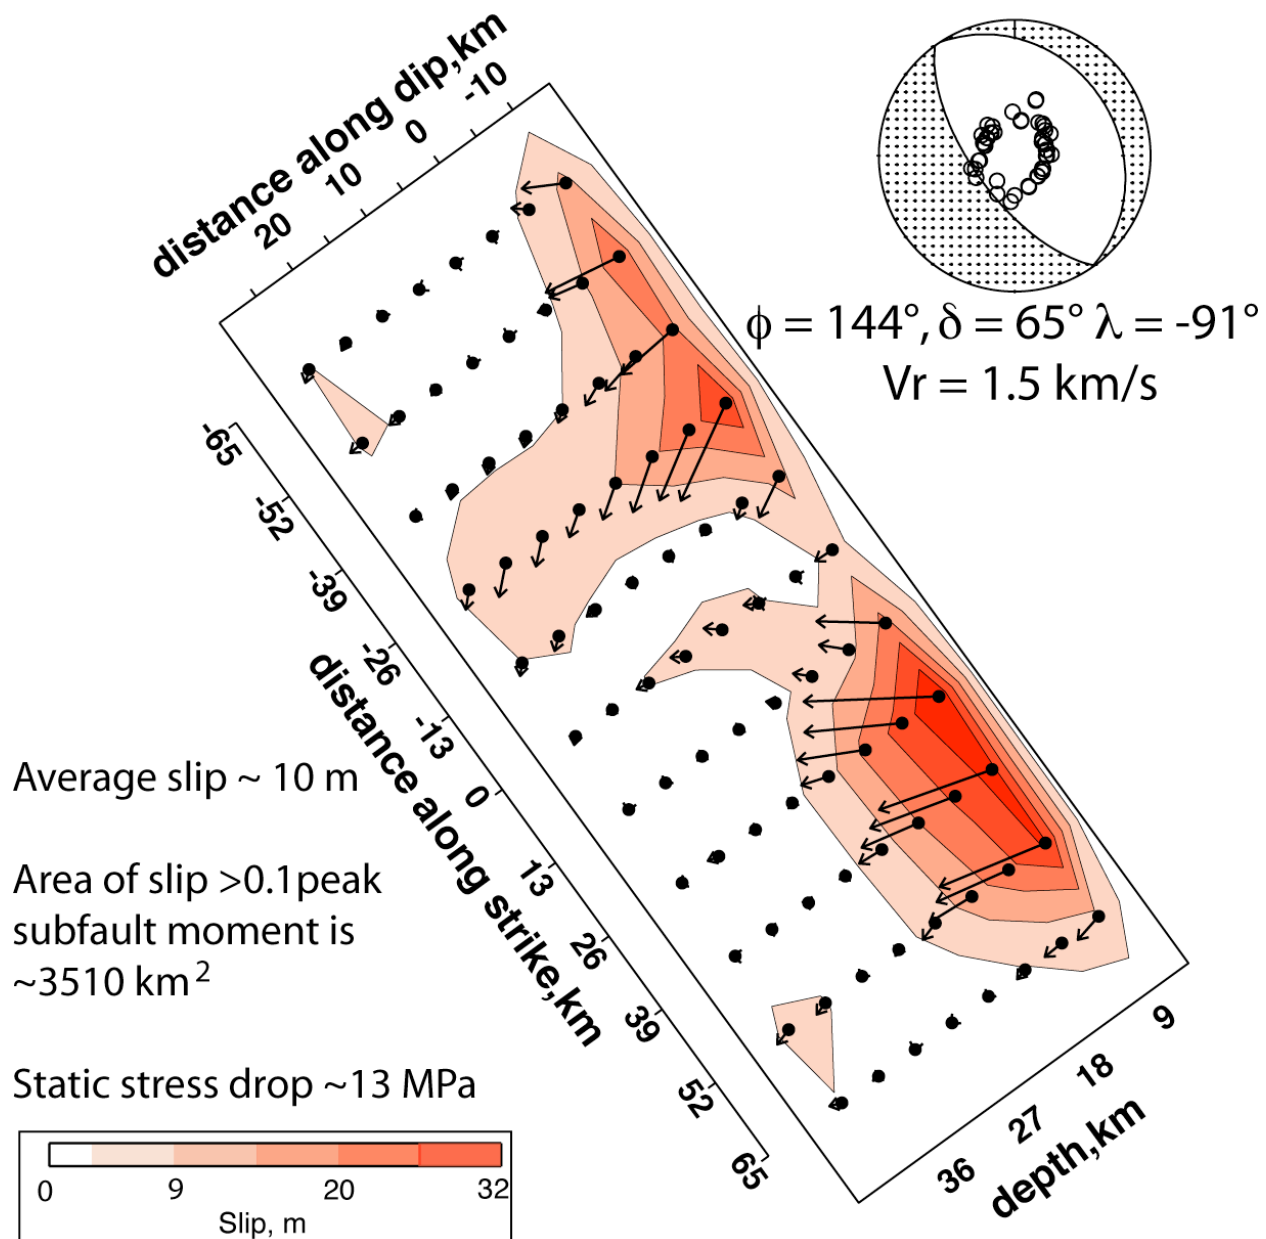 distance along dip,km
-10
0
10
20
ϕ = 144°, δ = 65° λ = -91°
Vr = 1.5 km/s
-65
-52
-39
-26
-13
0
13
26
39
52
65
distance along strike,km
Average slip ~ 10 m
Area of slip >0.1peak
subfault moment is
~3510 km²
Static stress drop ~13 MPa
9
18
27
36
depth,km
0 9 20 32
Slip, m